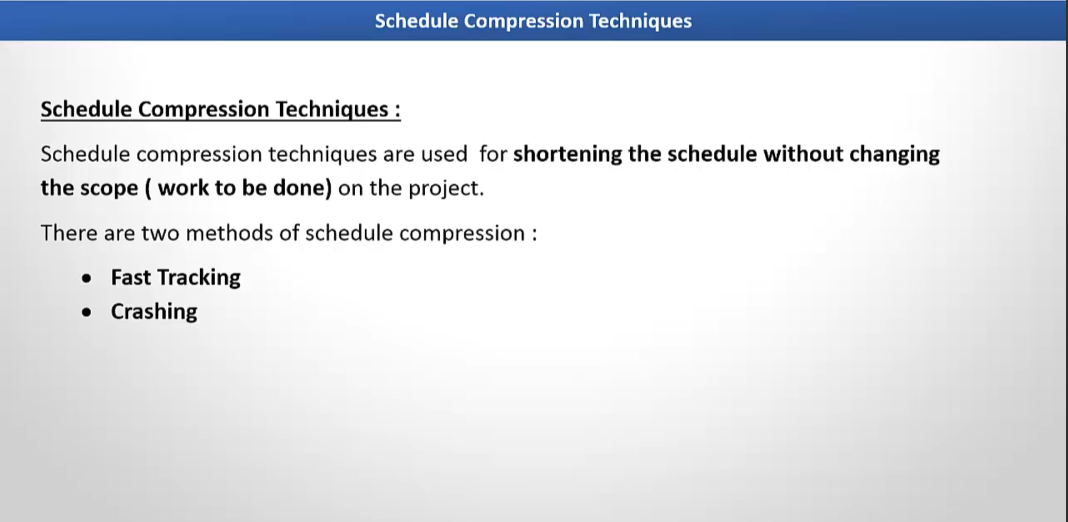 Schedule Compression Techniques
Schedule Compression Techniques :
Schedule compression techniques are used  for shortening the schedule without changing
the scope ( work to be done) on the project.
There are two methods of schedule compression :
• Fast Tracking
• Crashing